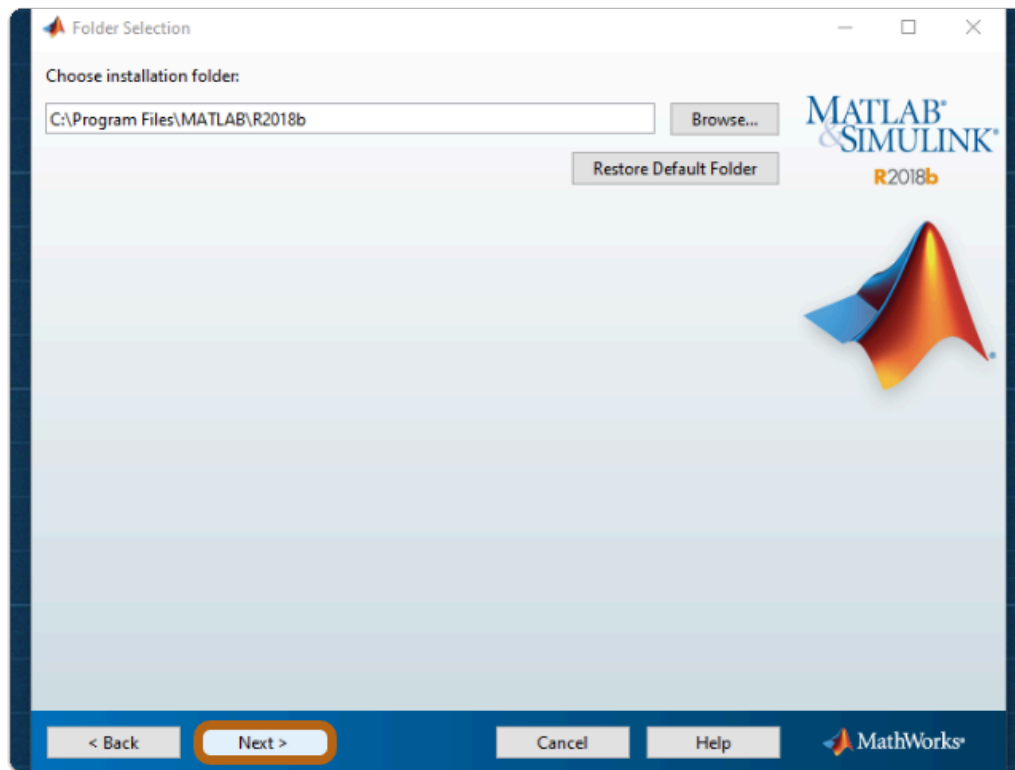 Folder Selection
Choose installation folder:
C:\Program Files\MATLAB\R2018b
Browse...
Restore Default Folder
MATLAB®
&SIMULINK®
R2018b
< Back
Next >
Cancel
Help
MathWorks®